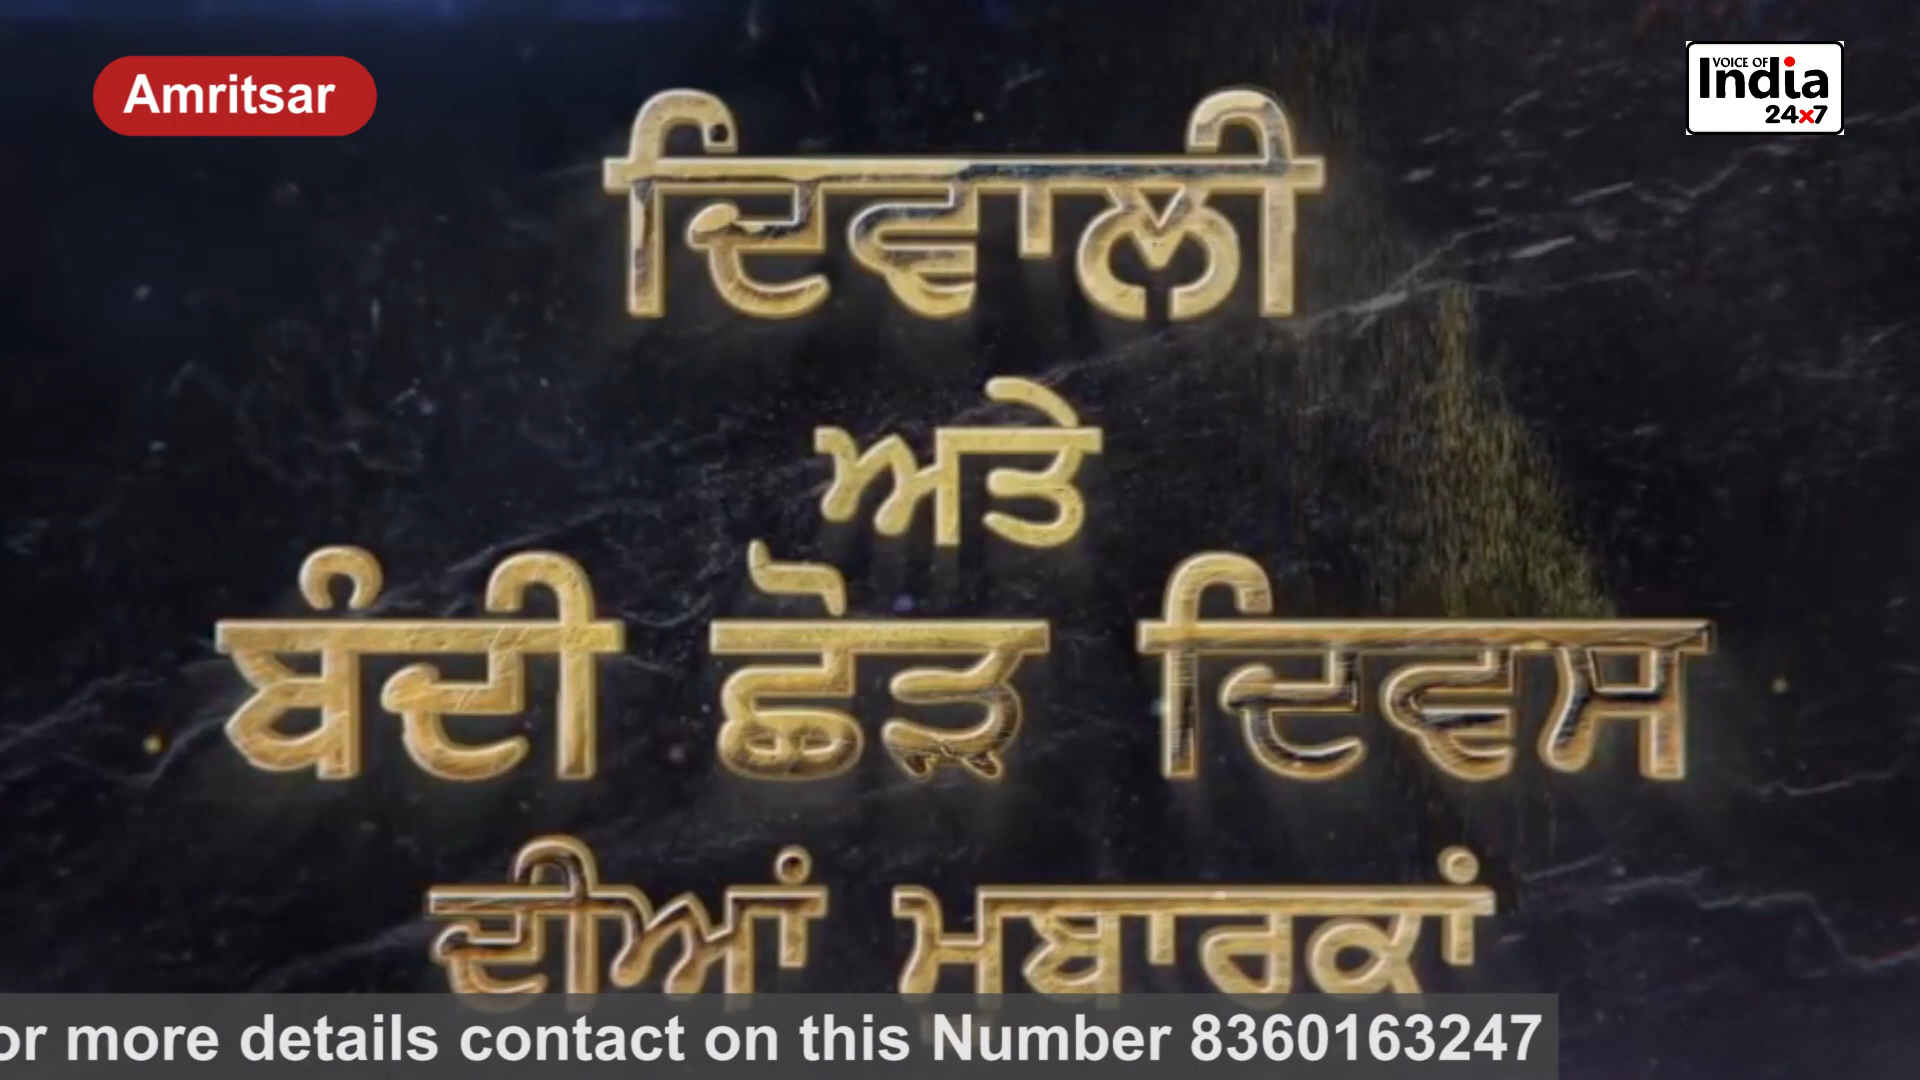 Amritsar
VOICE OF
India
24x7
ਦਿਵਾਲੀ
ਅਤੇ
ਬੰਦੀ ਛੋੜ ਦਿਵਸ
ਦੀਆਂ ਮੁਬਾਰਕਾਂ
or more details contact on this Number 8360163247